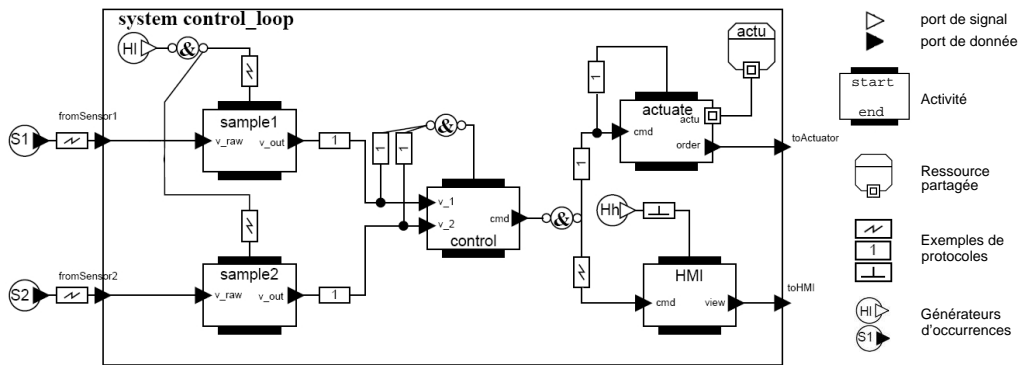 system control_loop
HI
&
fromSensor1
S1
sample1
v_raw
v_out
1
1
1
&
v_1
v_2
cmd
control
&
fromSensor2
S2
sample2
v_raw
v_out
1
1
1
actuate
actu
cmd
order
actu
toActuator
Hh
HMI
cmd
view
toHMI
port de signal
port de donnée
start
end
Activité
Ressource
partagée
1
Exemples de
protocoles
HI
S1
Générateurs
d'occurrences